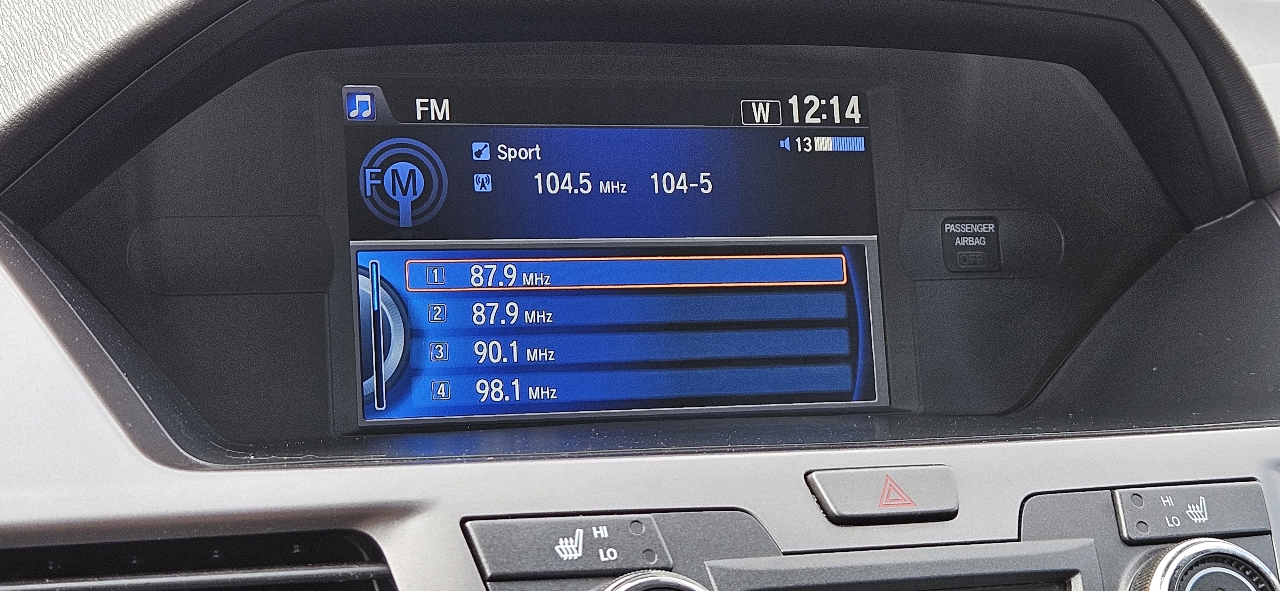 FM W 12:14
Sport 13
FM
104.5 MHz 104-5
1 87.9 MHz
2 87.9 MHz
3 90.1 MHz
4 98.1 MHz
PASSENGER
AIRBAG
OFF
HI
LO
HI
LO